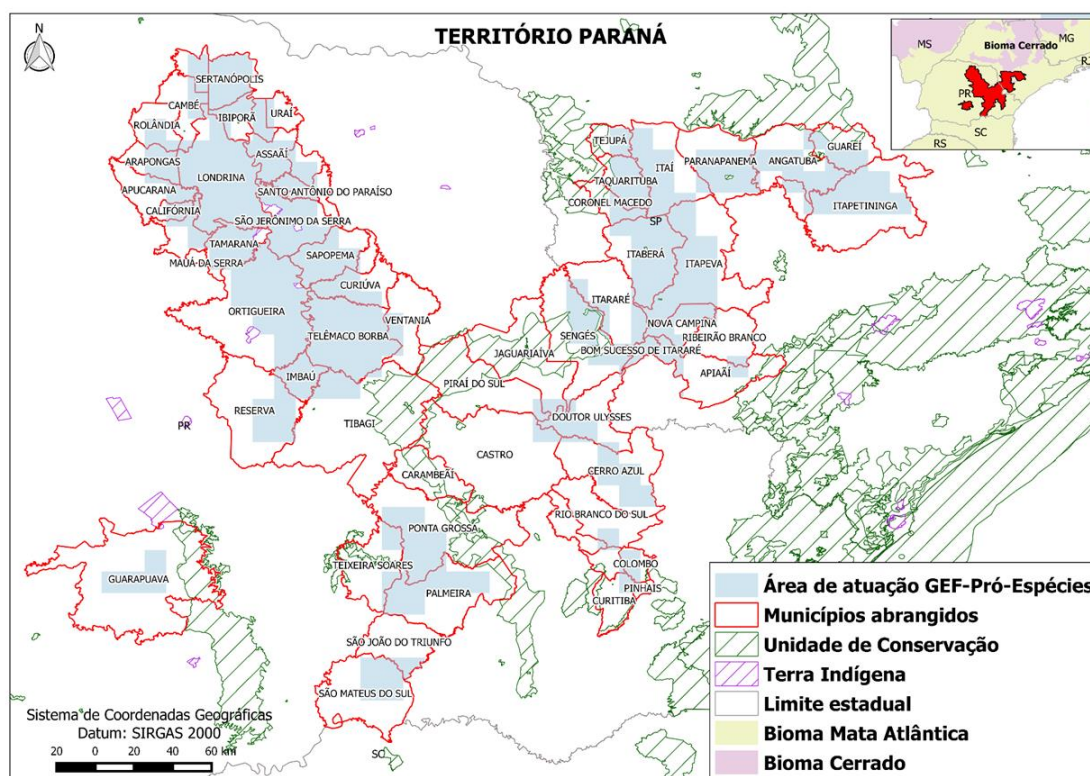 TERRITÓRIO PARANÁ
N
MS
Bioma Cerrado
MG
RJ
PR
SC
RS
SERTANÓPOLIS
CAMBÉ
IBIPORÃ
URAÍ
ROLÂNDIA
ASSAÍ
ARAPONGAS
LONDRINA
APUCARANA
SANTO ANTÔNIO DO PARAÍSO
CALIFÓRNIA
SÃO JERÔNIMO DA SERRA
TAMARANA
SAPOPEMA
MAUÁ DA SERRA
CURIÚVA
ORTIGUEIRA
VENTANIA
TELÊMACO BORBA
IMBAÚ
RESERVA
TIBAGI
PR
TEJUPÁ
ITAÍ
PARANAPANEMA
ANGATUBA
GUAREÍ
TAQUARITUBA
CORONEL MACEDO
ITAPETININGA
SP
ITABERÁ
ITAPEVA
ITARARÉ
NOVA CAMPINA
SENGÉS
RIBEIRÃO BRANCO
BOM SUCESSO DE ITARARÉ
JAGUARIAÍVA
APIAÍ
PIRAÍ DO SUL
DOUTOR ULYSSES
CASTRO
CERRO AZUL
CARAMBEÍ
RIO BRANCO DO SUL
PONTA GROSSA
TEIXEIRA SOARES
COLOMBO
PINHAIS
PALMEIRA
CURITIBA
GUARAPUAVA
SÃO JOÃO DO TRIUNFO
SÃO MATEUS DO SUL
SC
Sistema de Coordenadas Geográficas
Datum: SIRGAS 2000
20 0 20 40 60 km
Área de atuação GEF-Pró-Espécies
Municípios abrangidos
Unidade de Conservação
Terra Indígena
Limite estadual
Bioma Mata Atlântica
Bioma Cerrado